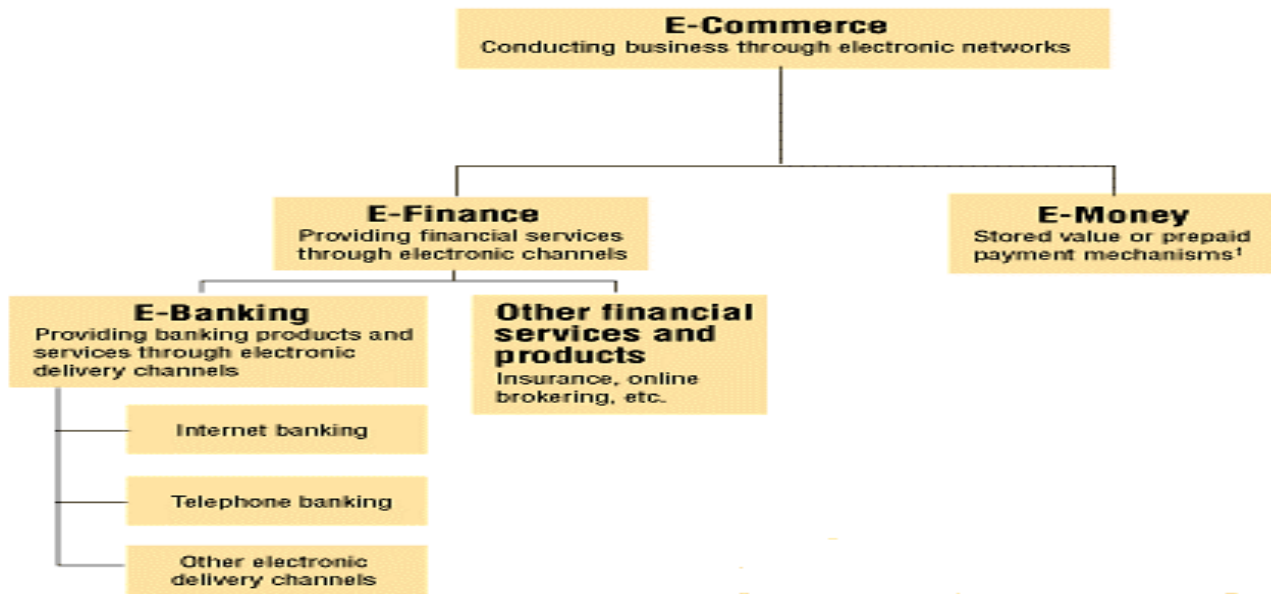 E-Commerce
Conducting business through electronic networks
E-Finance
Providing financial services
through electronic channels
E-Money
Stored value or prepaid
payment mechanisms¹
E-Banking
Providing banking products and
services through electronic
delivery channels
Other financial
services and
products
Insurance, online
brokering, etc.
Internet banking
Telephone banking
Other electronic
delivery channels